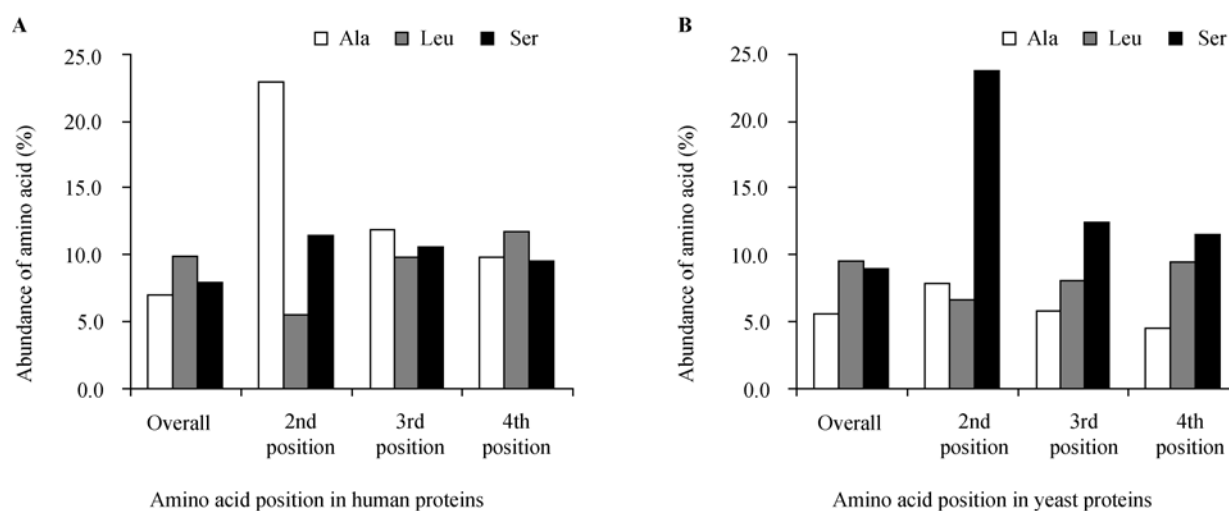 A
Ala Leu Ser
25.0
20.0
15.0
10.0
5.0
0.0
Abundance of amino acid (%)
Overall 2nd position 3rd position 4th position
Amino acid position in human proteins
B
Ala Leu Ser
25.0
20.0
15.0
10.0
5.0
0.0
Abundance of amino acid (%)
Overall 2nd position 3rd position 4th position
Amino acid position in yeast proteins